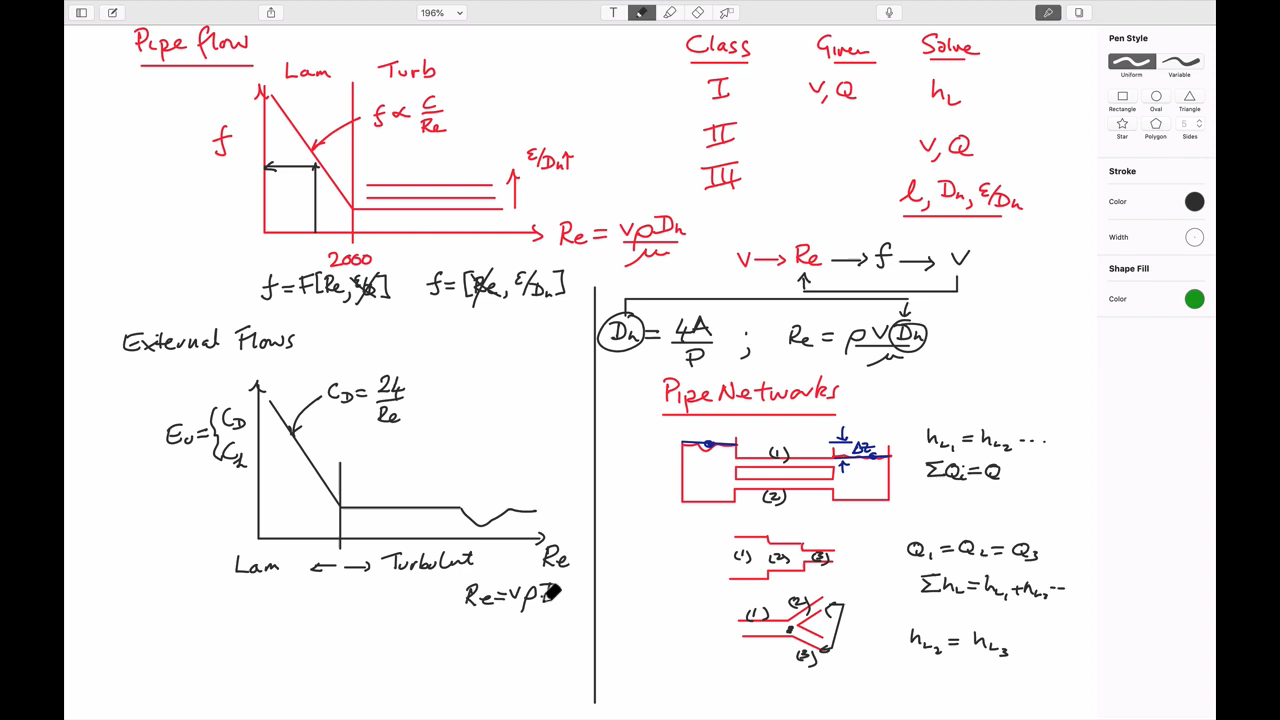 196%
T
Pipe flow
Lam Turb
f ∝ C/Re
f
ε/Dh↑
Re = vρDh/μ
2000
f = F[Re, ε/D] f = [Re, ε/Dh]
External Flows
CD = 24/Re
Eu = { CD
CL
Re
Lam ← → Turbulent
Re = vρD
Class Given Solve
I v, Q hL
II v, Q
III l, Dh, ε/Dh
v → Re → f → v
Dh = 4A/P ; Re = ρvDh/μ
Pipe Networks
(1)
ΔZ
(2)
hL1 = hL2 ...
ΣQi = Q
(1) (2) (3)
Q1 = Q2 = Q3
ΣhL = hL1 + hL2 ...
(1) (2)
(3)
hL2 = hL3
Pen Style
Uniform Variable
Rectangle Oval Triangle
5
Star Polygon Sides
Stroke
Color
Width
Shape Fill
Color